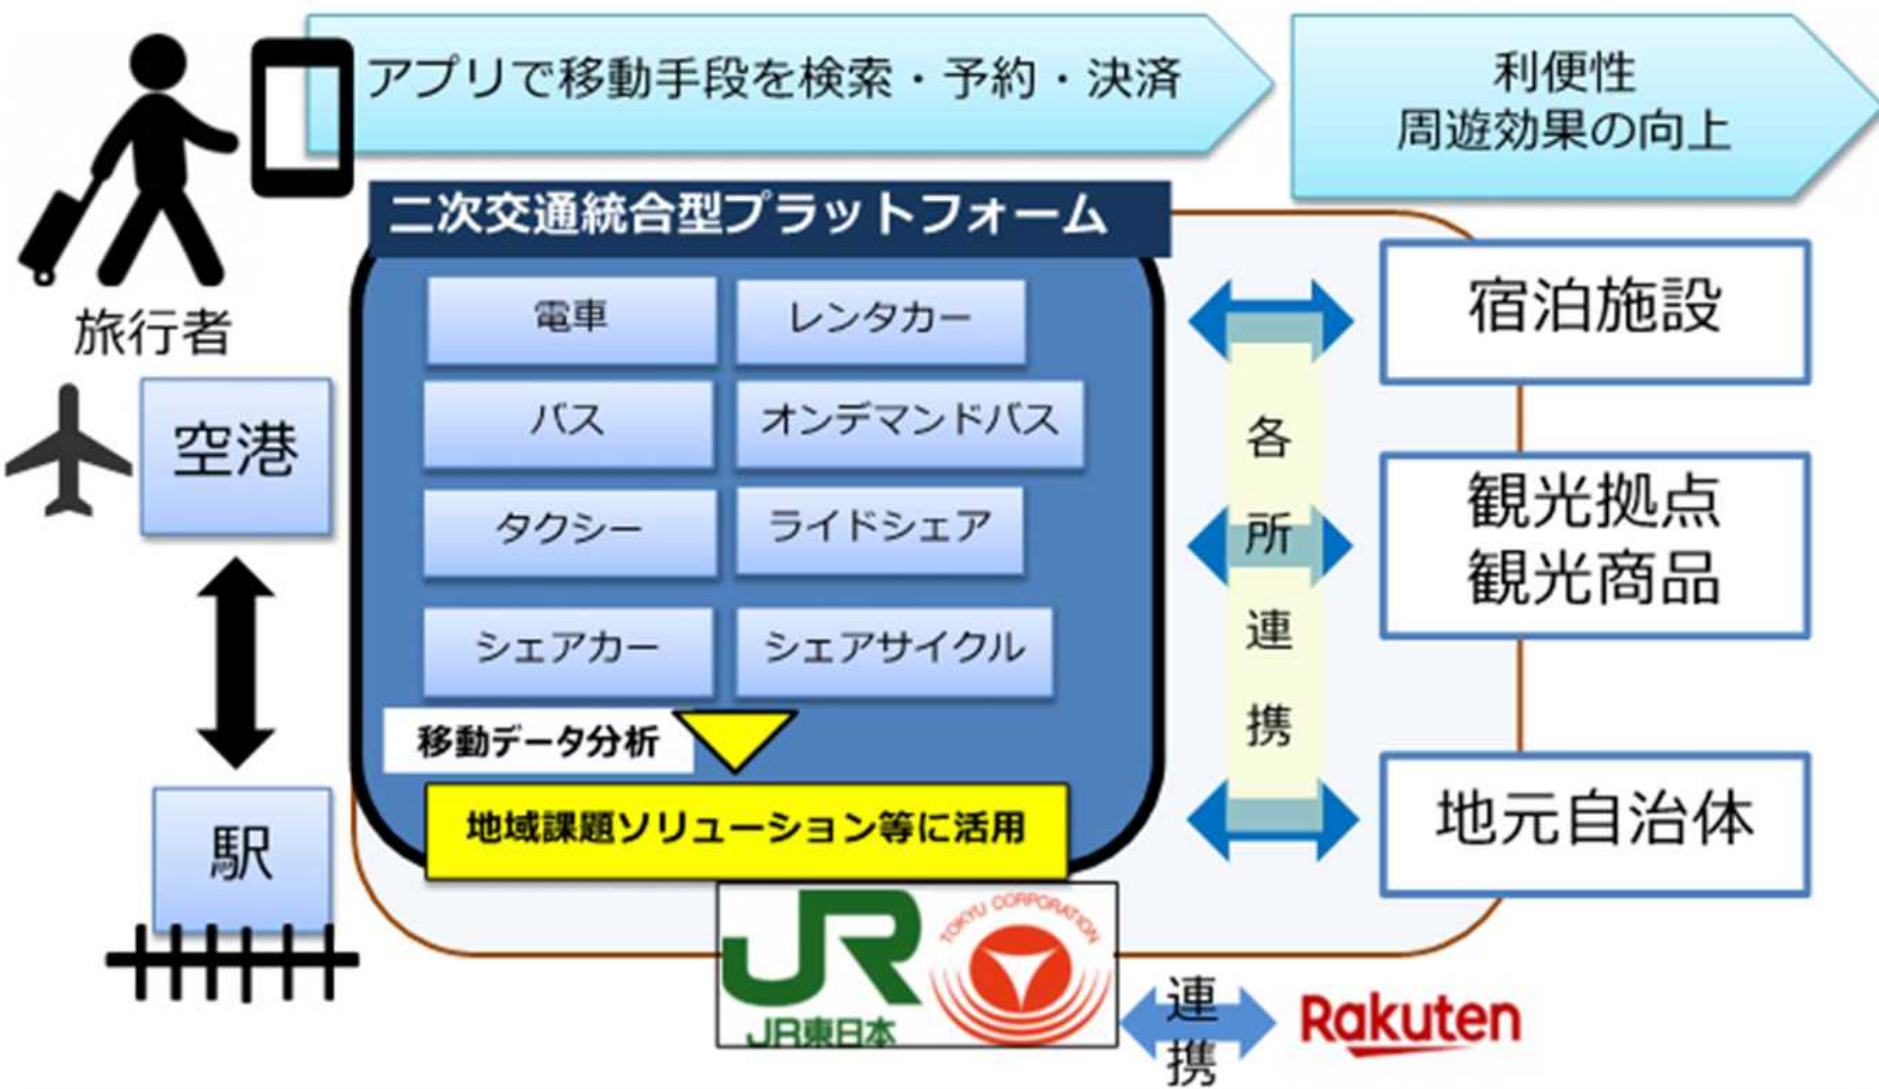 アプリで移動手段を検索・予約・決済
利便性
周遊効果の向上
旅行者
二次交通統合型プラットフォーム
電車
レンタカー
バス
オンデマンドバス
タクシー
ライドシェア
シェアカー
シェアサイクル
移動データ分析
地域課題ソリューション等に活用
空港
駅
各所連携
宿泊施設
観光拠点
観光商品
地元自治体
JR
JR東日本
TOKYU CORPORATION
連携
Rakuten